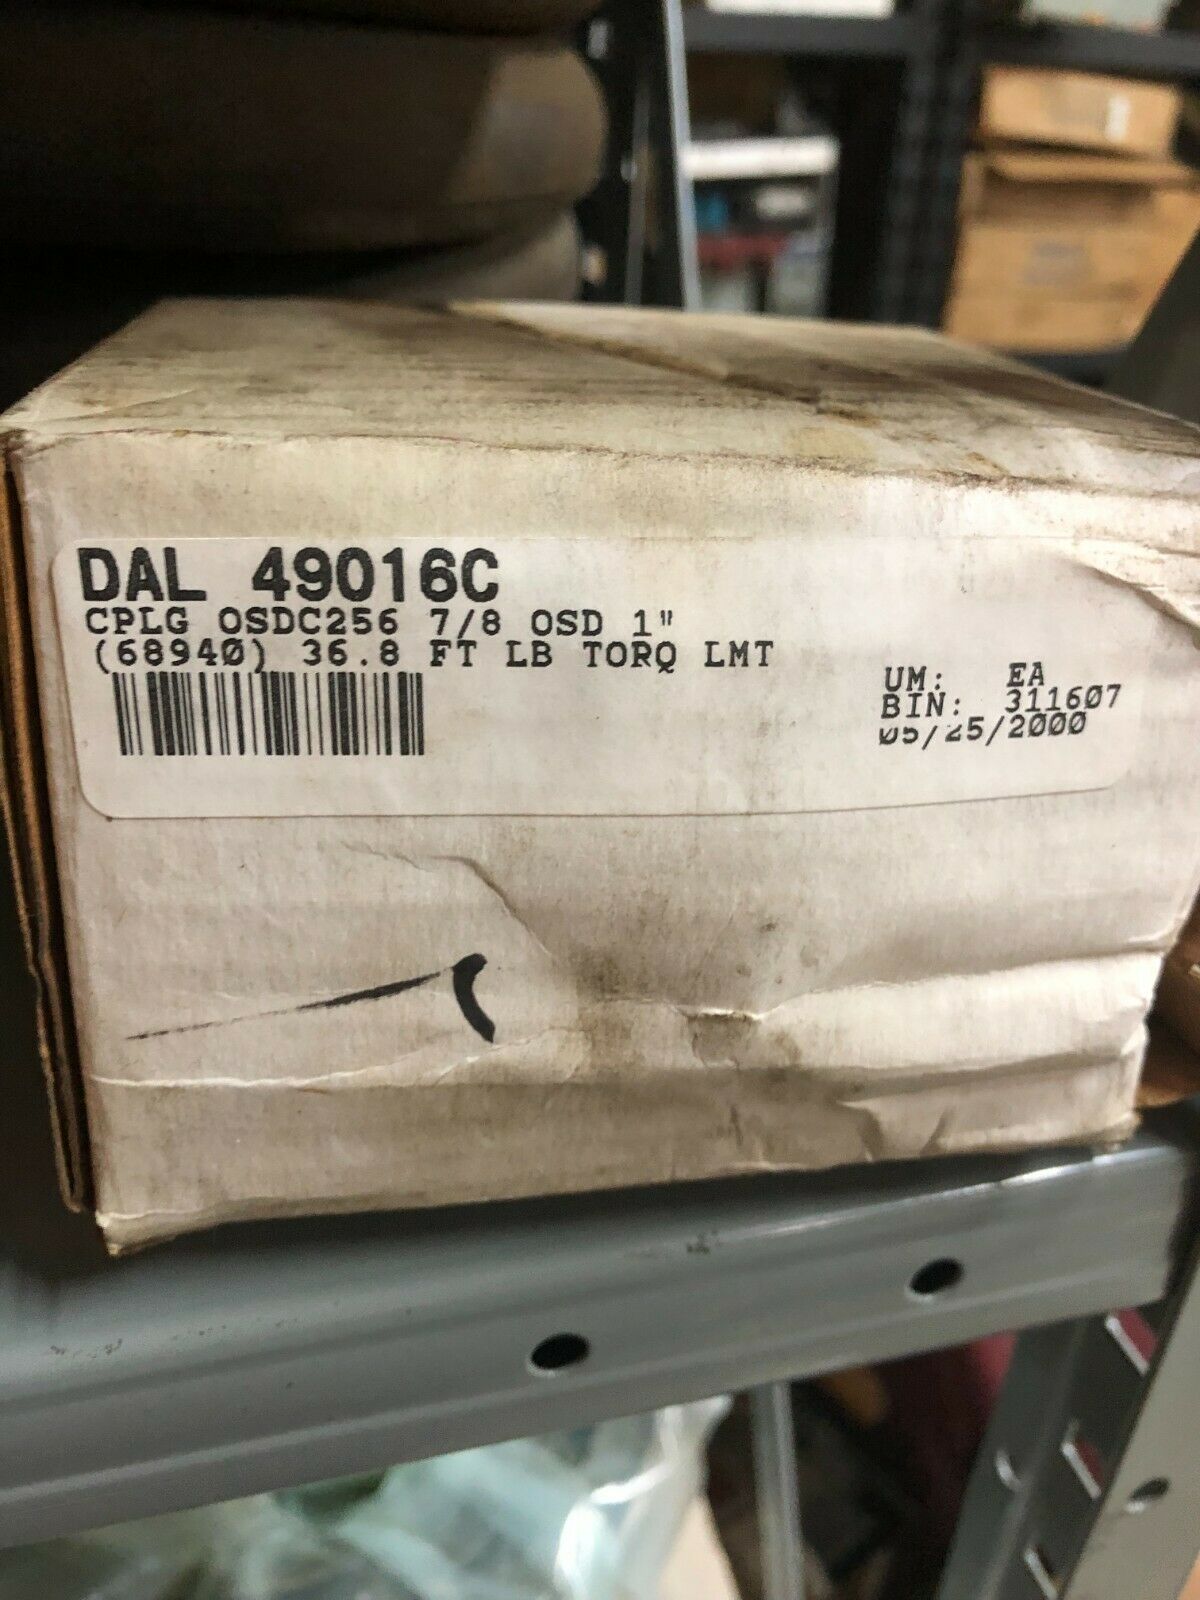 DAL 49016C
CPLG OSDC256 7/8 OSD 1"
(68940) 36.8 FT LB TORQ LMT
UM: EA
BIN: 311607
05/25/2000